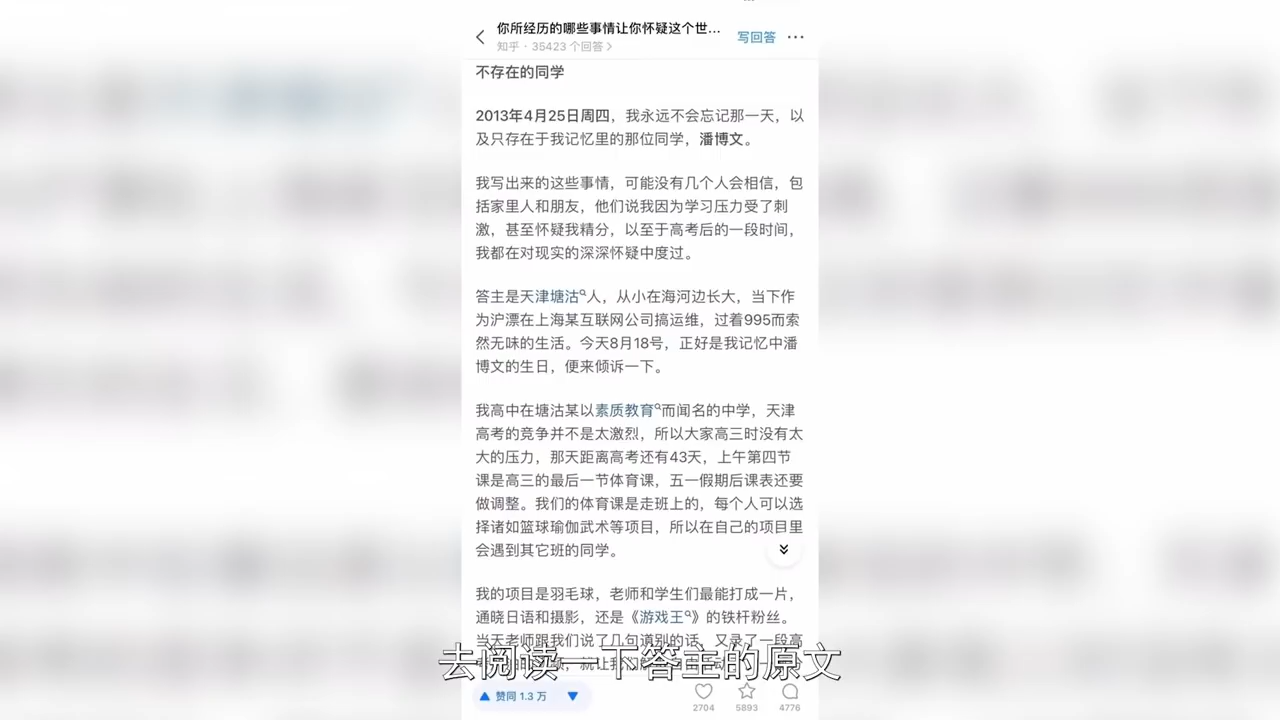 你所经历的哪些事情让你怀疑这个世...
知乎 · 35423 个回答 >
写回答
不存在的同学
2013年4月25日周四，我永远不会忘记那一天，以
及只存在于我记忆里的那位同学，潘博文。
我写出来的这些事情，可能没有几个人会相信，包
括家里人和朋友，他们说我因为学习压力受了刺
激，甚至怀疑我精分，以至于高考后的一段时间，
我都在对现实的深深怀疑中度过。
答主是天津塘沽人，从小在海河边长大，当下作
为沪漂在上海某互联网公司搞运维，过着995而索
然无味的生活。今天8月18号，正好是我记忆中潘
博文的生日，便来倾诉一下。
我高中在塘沽某以素质教育而闻名的中学，天津
高考的竞争并不是太激烈，所以大家高三时没有太
大的压力，那天距离高考还有43天，上午第四节
课是高三的最后一节体育课，五一假期后课表还要
做调整。我们的体育课是走班上的，每个人可以选
择诸如篮球瑜伽武术等项目，所以在自己的项目里
会遇到其它班的同学。
我的项目是羽毛球，老师和学生们最能打成一片，
通晓日语和摄影，还是《游戏王》的铁杆粉丝。
当天老师跟我们说了几句道别的话，又录了一段高
去阅读一下答主的原文
赞同 1.3 万
2704
5893
4776